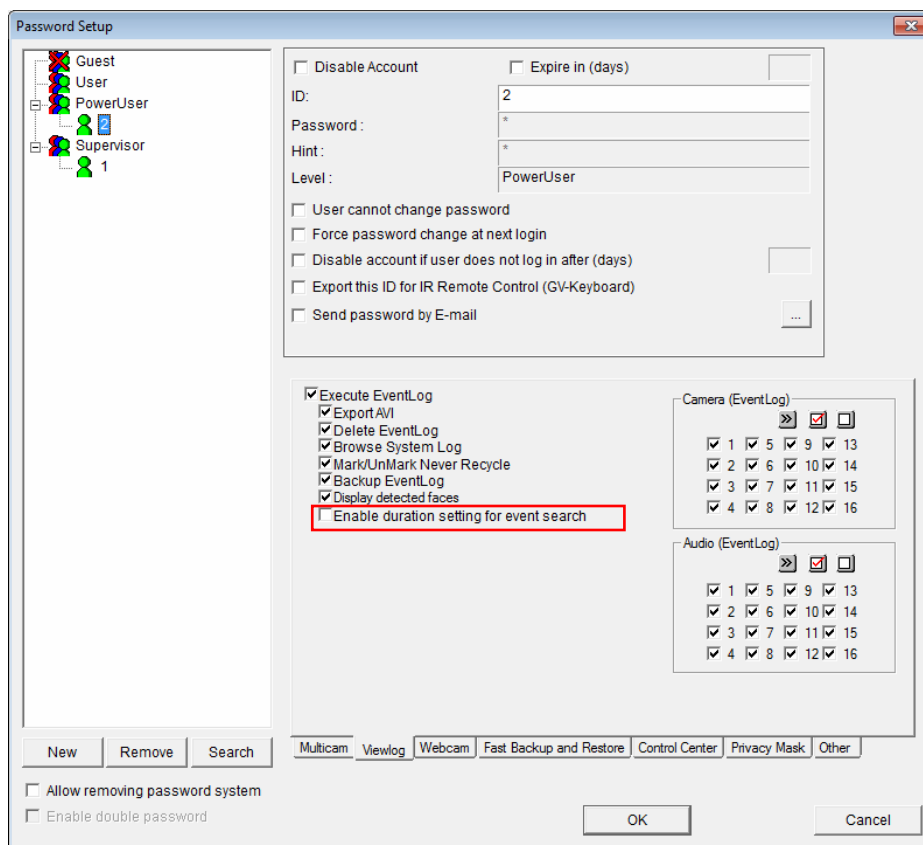 Password Setup
Guest
User
PowerUser
2
Supervisor
1
Disable Account Expire in (days)
ID: 2
Password : *
Hint : *
Level : PowerUser
User cannot change password
Force password change at next login
Disable account if user does not log in after (days)
Export this ID for IR Remote Control (GV-Keyboard)
Send password by E-mail ...
Execute EventLog
Export AVI
Delete EventLog
Browse System Log
Mark/UnMark Never Recycle
Backup EventLog
Display detected faces
Enable duration setting for event search
Camera (EventLog)
1 5 9 13
2 6 10 14
3 7 11 15
4 8 12 16
Audio (EventLog)
1 5 9 13
2 6 10 14
3 7 11 15
4 8 12 16
Multicam Viewlog Webcam Fast Backup and Restore Control Center Privacy Mask Other
New Remove Search
Allow removing password system
Enable double password
OK Cancel